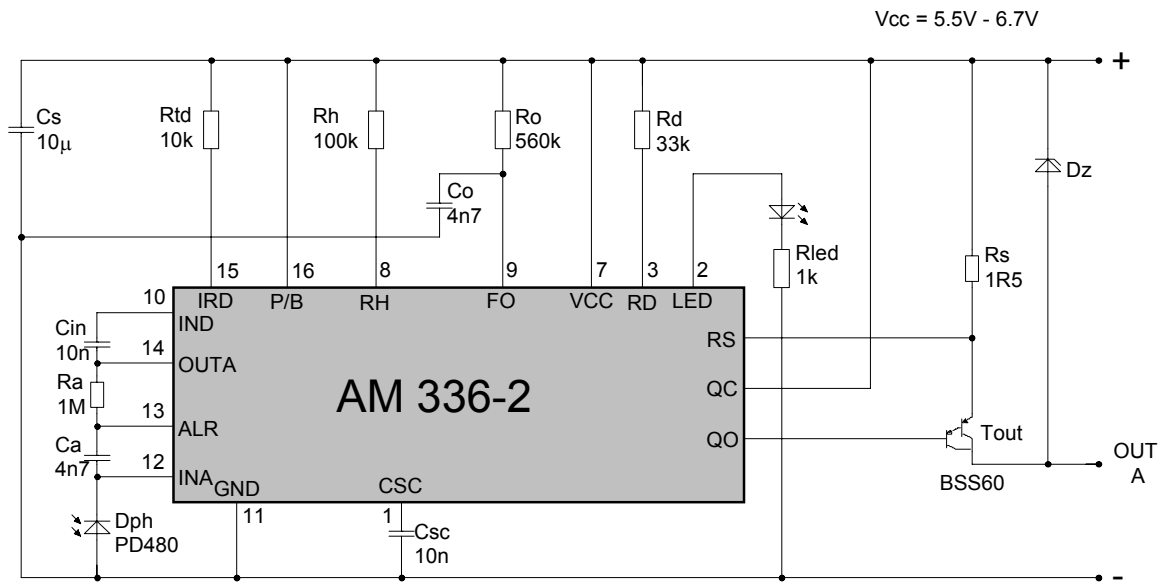 Vcc = 5.5V - 6.7V
+
Cs
10µ
Rtd
10k
Rh
100k
Ro
560k
Rd
33k
Dz
Co
4n7
Rled
1k
Rs
1R5
15
16
8
9
7
3
2
10
IRD
P/B
RH
FO
VCC
RD
LED
IND
Cin
10n
14
OUTA
RS
Ra
1M
AM 336-2
QC
13
ALR
Ca
4n7
QO
Tout
12
INA
OUT
A
GND
CSC
BSS60
Dph
PD480
11
1
Csc
10n
-